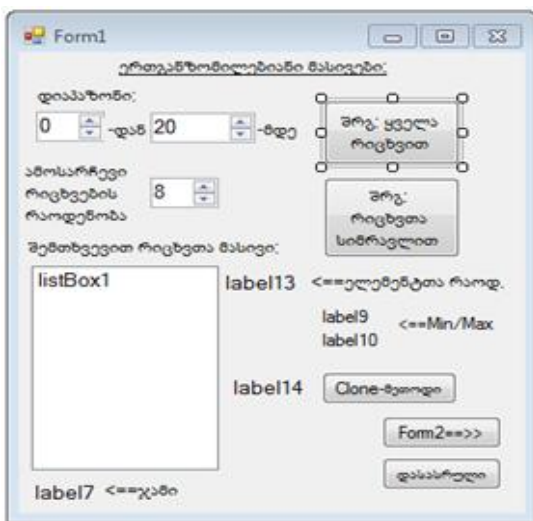 Form1
ერთგანზომილებიანი მასივები:
დიაპაზონი:
0 -დან 20 -მდე
შრგ: ყველა
რიცხვით
ამოსარჩევი
რიცხვების
რაოდენობა
8
შრგ:
რიცხვთა
სიმრავლით
შემთხვევით რიცხვთა მასივი:
listBox1
label13 <==ელემენტთა რაოდ.
label9
label10
<==Min/Max
label14
Clone-მეთოდი
Form2==>>
დასასრული
label7 <==ჯამი